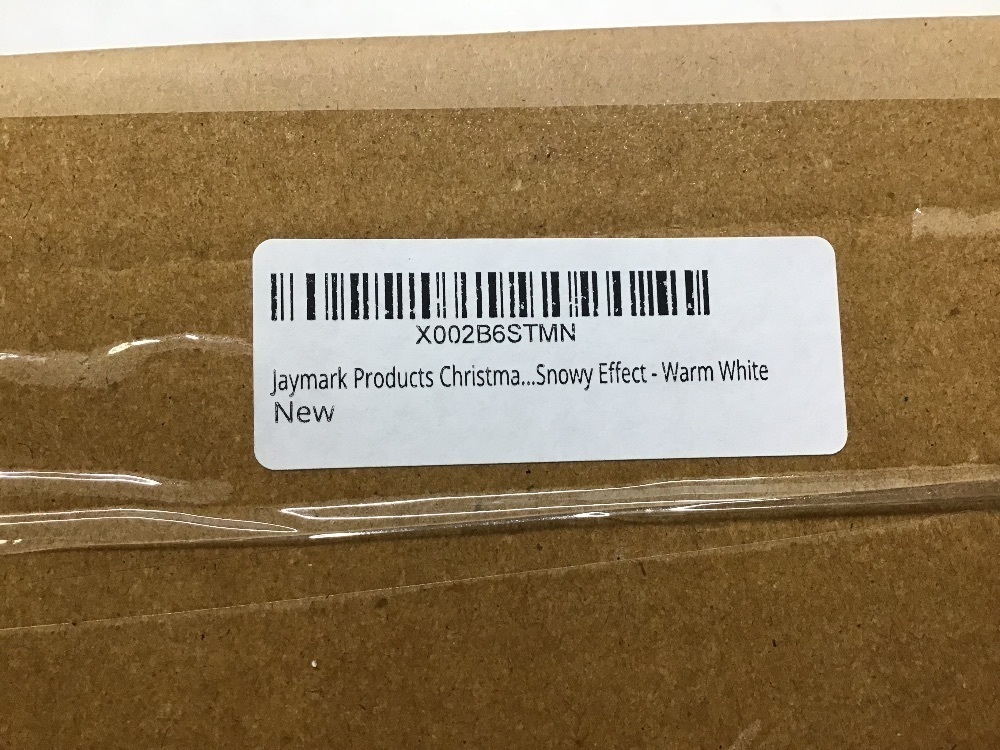 X002B6STMN
Jaymark Products Christma...Snowy Effect - Warm White
New